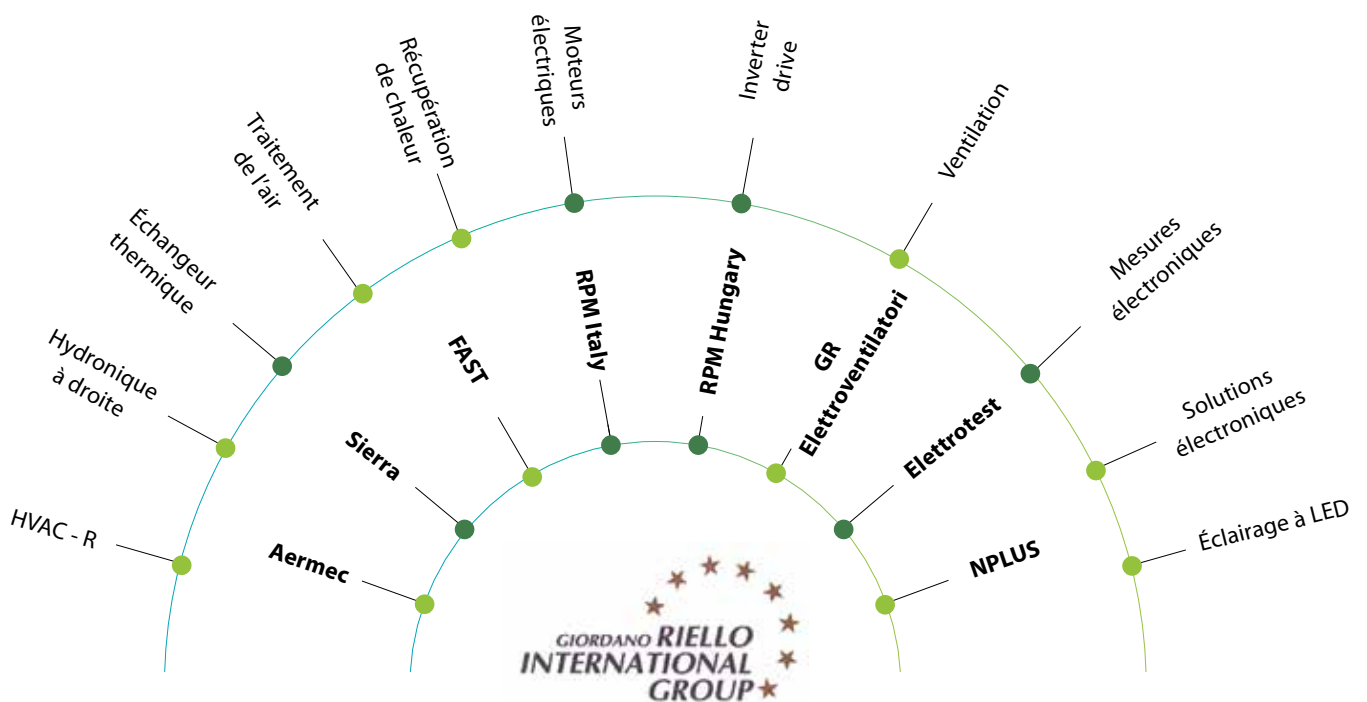 HVAC - R
Hydronique
à droite
Échangeur
thermique
Traitement
de l'air
Récupération
de chaleur
Moteurs
électriques
Inverter
drive
Ventilation
Mesures
électroniques
Solutions
électroniques
Éclairage à LED
Aermec
Sierra
FAST
RPM Italy
RPM Hungary
GR
Elettroventilatori
Elettrotest
NPLUS
GIORDANO RIELLO
INTERNATIONAL
GROUP